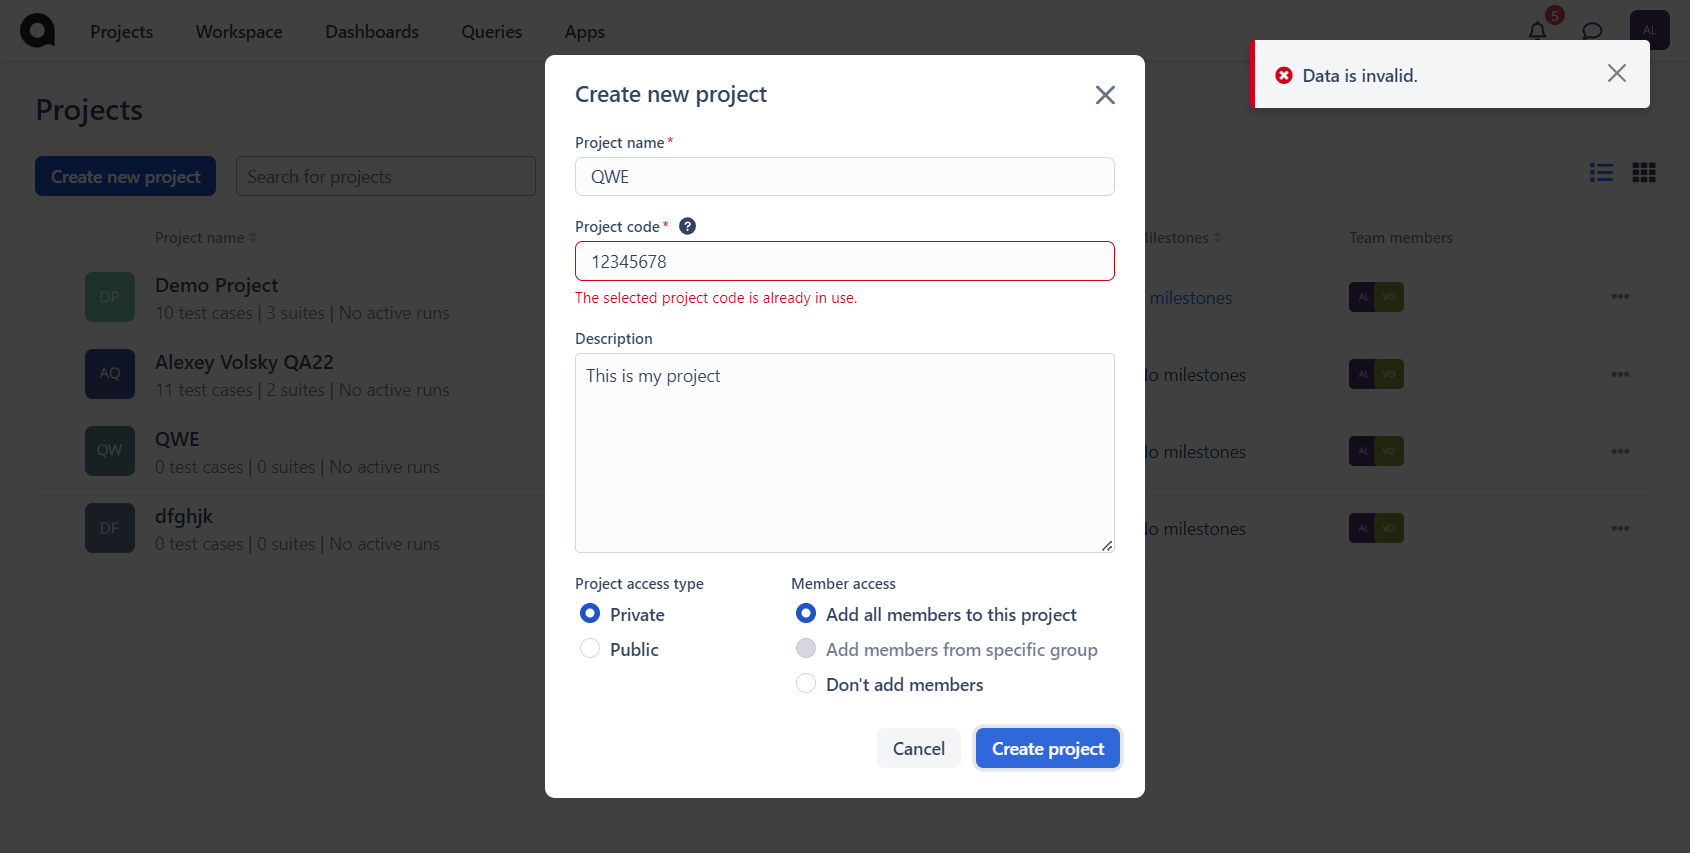 Projects Workspace Dashboards Queries Apps 5 AL
Data is invalid.
Projects
Create new project
Search for projects
Project name
Milestones
Team members
DP
Demo Project
10 test cases | 3 suites | No active runs
milestones
AL VO
AQ
Alexey Volsky QA22
11 test cases | 2 suites | No active runs
No milestones
AL VO
QW
QWE
0 test cases | 0 suites | No active runs
No milestones
AL VO
DF
dfghjk
0 test cases | 0 suites | No active runs
No milestones
AL VO
Create new project
Project name *
QWE
Project code * ?
12345678
The selected project code is already in use.
Description
This is my project
Project access type
Private
Public
Member access
Add all members to this project
Add members from specific group
Don't add members
Cancel
Create project